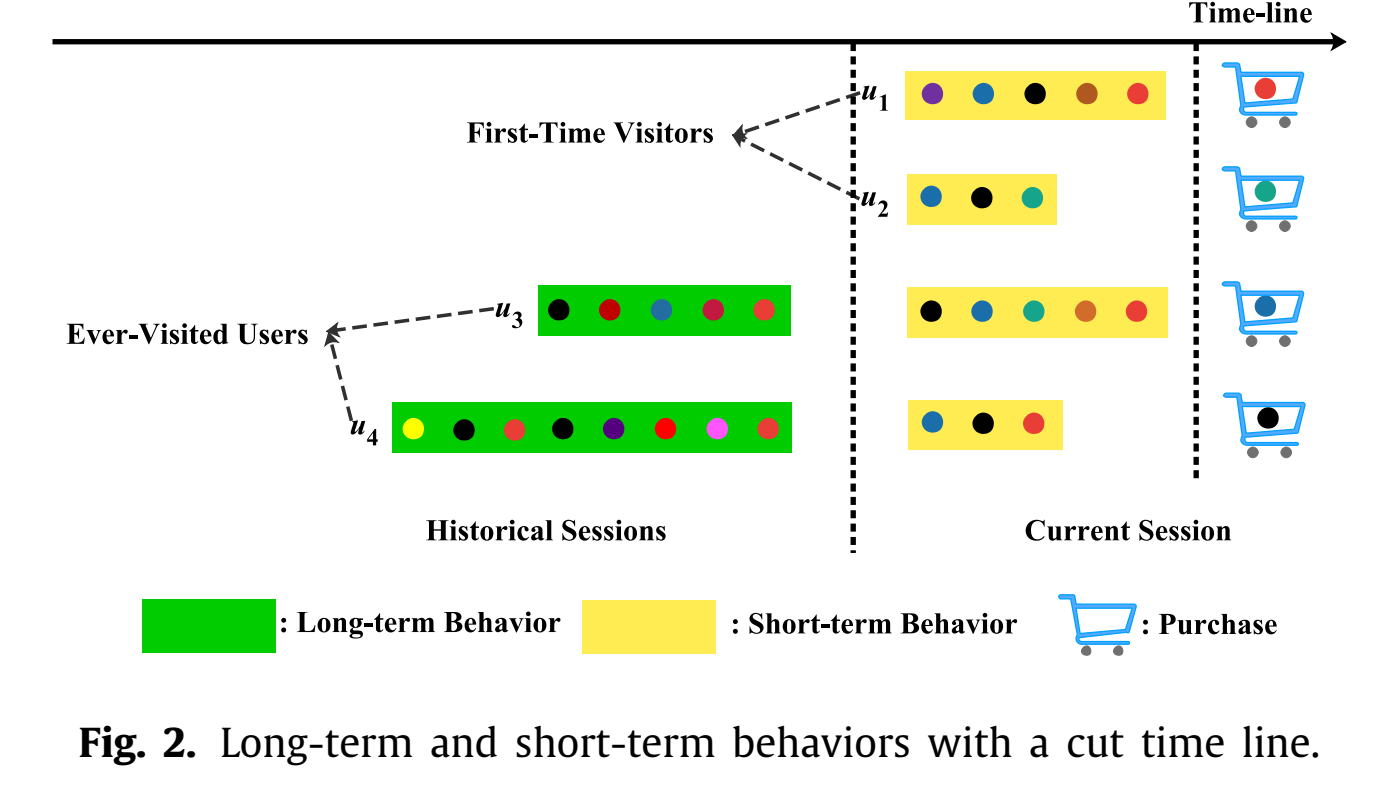 Time-line
u1
First-Time Visitors
u2
u3
Ever-Visited Users
u4
Historical Sessions
Current Session
: Long-term Behavior
: Short-term Behavior
: Purchase
Fig. 2. Long-term and short-term behaviors with a cut time line.